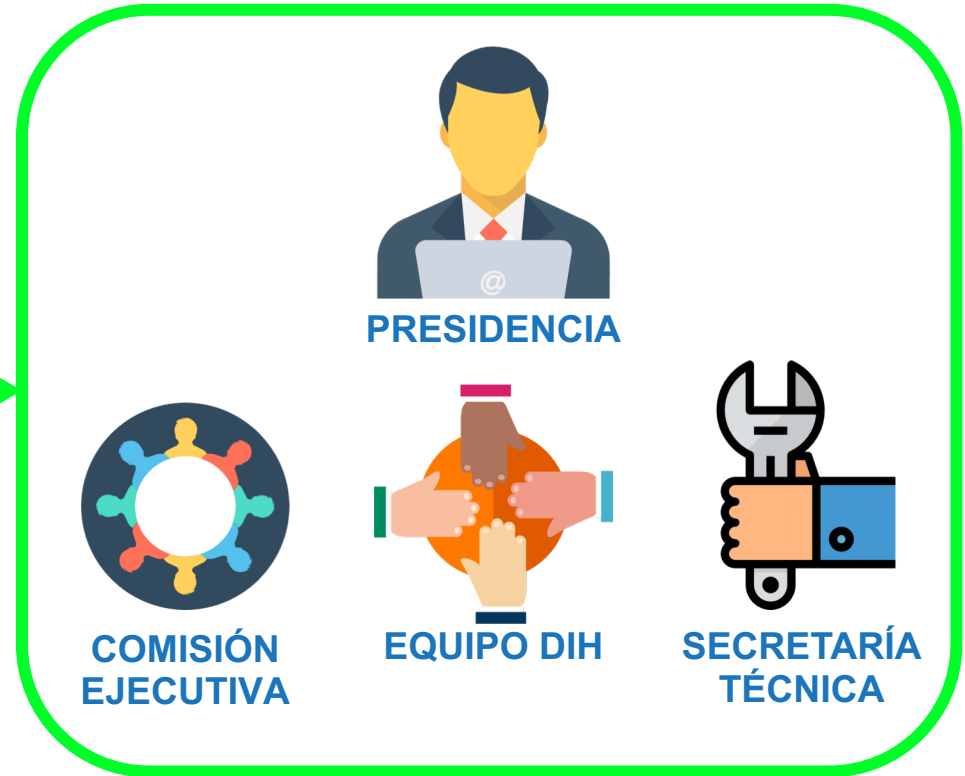 @
PRESIDENCIA
COMISIÓN
EJECUTIVA
EQUIPO DIH
SECRETARÍA
TÉCNICA